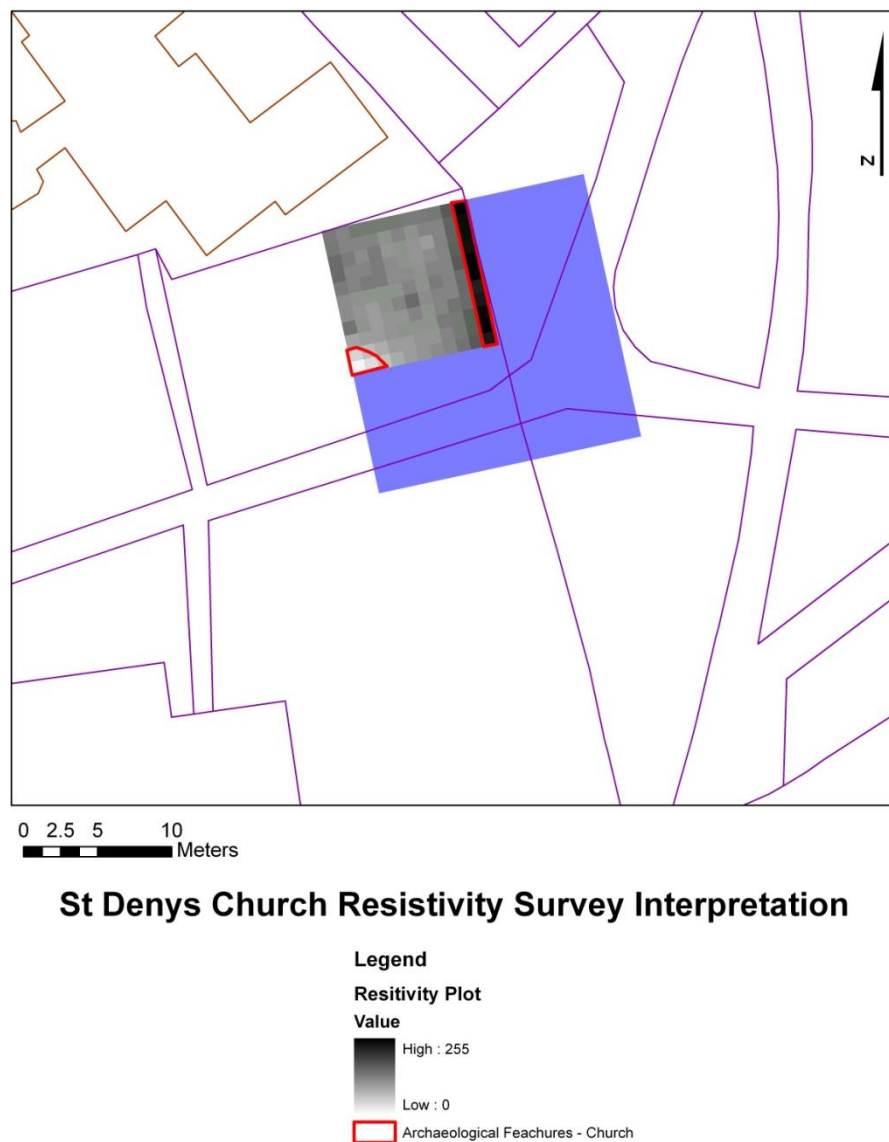 N
0 2.5 5 10
Meters
St Denys Church Resistivity Survey Interpretation
Legend
Resitivity Plot
Value
High : 255
Low : 0
Archaeological Feachures - Church